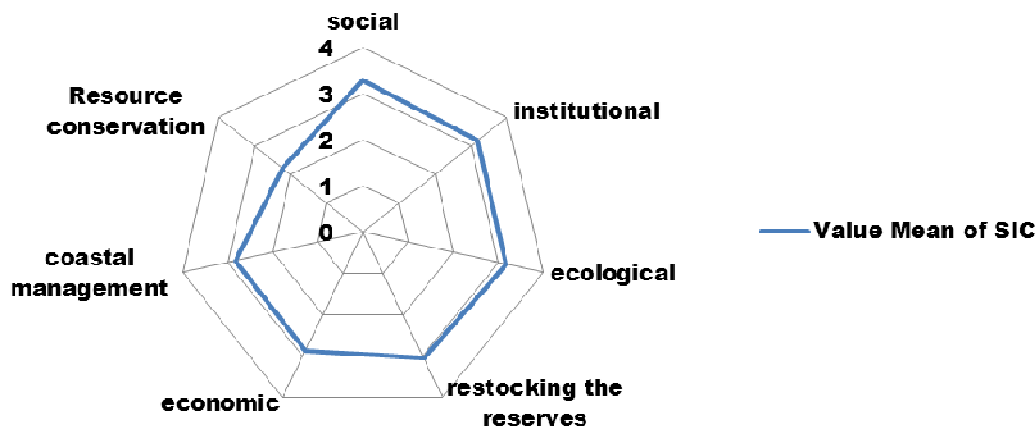 social
4
Resource
conservation
3
institutional
2
1
0
Value Mean of SIC
coastal
management
ecological
economic
restocking the
reserves